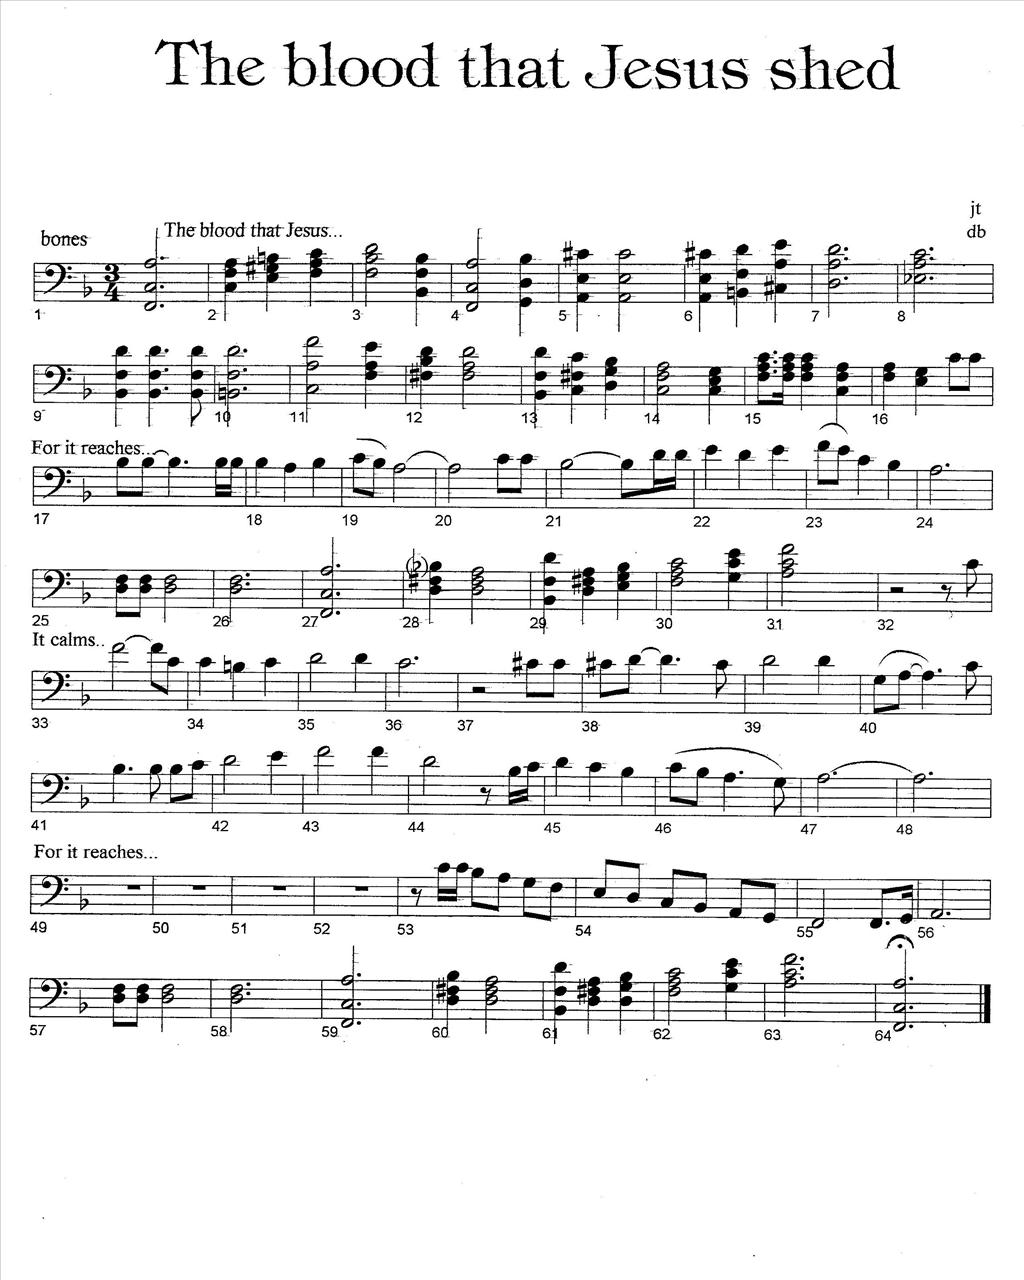 The blood that Jesus shed
jt
bones The blood that Jesus... db
3
4
1 2 3 4 5 6 7 8
9 10 11 12 13 14 15 16
For it reaches...
17 18 19 20 21 22 23 24
25 26 27 28 29 30 31 32
It calms..
33 34 35 36 37 38 39 40
41 42 43 44 45 46 47 48
For it reaches...
49 50 51 52 53 54 55 56
57 58 59 60 61 62 63 64